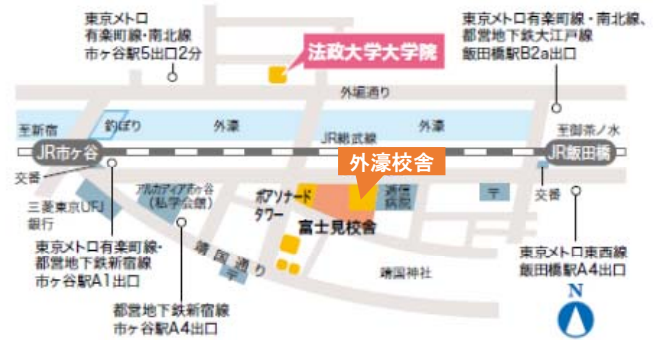 東京メトロ
有楽町線・南北線
市ヶ谷駅5出口2分
法政大学大学院
東京メトロ有楽町線・南北線、
都営地下鉄大江戸線
飯田橋駅B2a出口
外堀通り
至新宿
釣ぼり
外濠
JR総武線
外濠
至御茶ノ水
JR市ヶ谷
JR飯田橋
外濠校舎
交番
三菱東京UFJ
銀行
アルカディア市ヶ谷
(私学会館)
ボアソナード
タワー
富士見校舎
逓信
病院
〒
交番
東京メトロ有楽町線・
都営地下鉄新宿線
市ヶ谷駅A1出口
靖国通り
〒
靖国神社
東京メトロ東西線
飯田橋駅A4出口
都営地下鉄新宿線
市ヶ谷駅A4出口
N